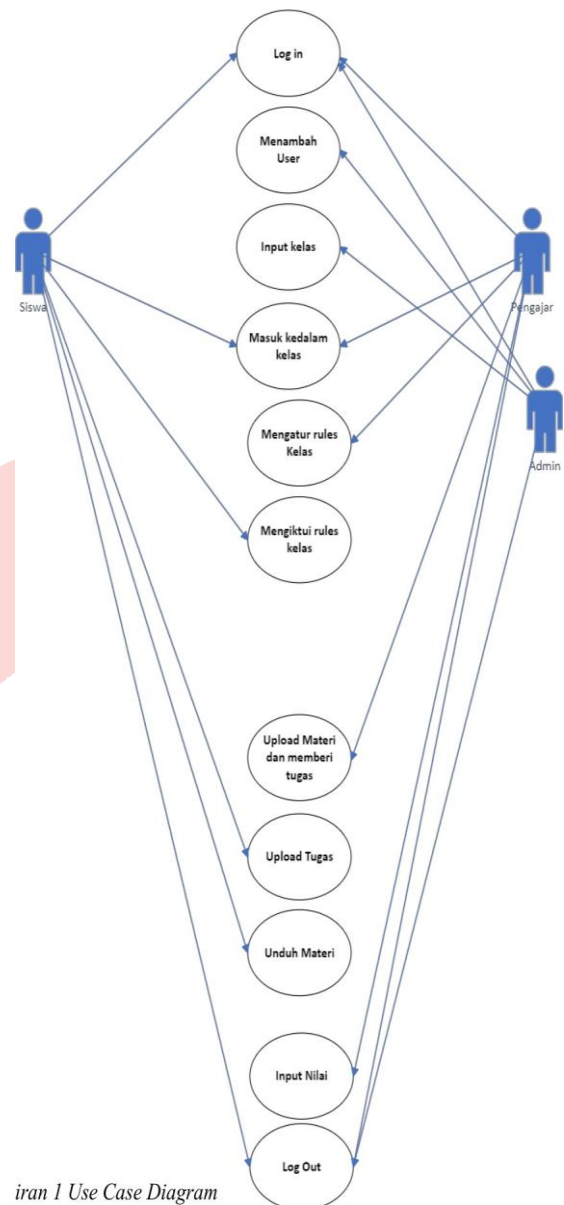 Log in
Menambah
User
Input kelas
Siswa
Pengajar
Masuk kedalam
kelas
Mengatur rules
Kelas
Admin
Mengiktui rules
kelas
Upload Materi
dan memberi
tugas
Upload Tugas
Unduh Materi
Input Nilai
Log Out
iran 1 Use Case Diagram